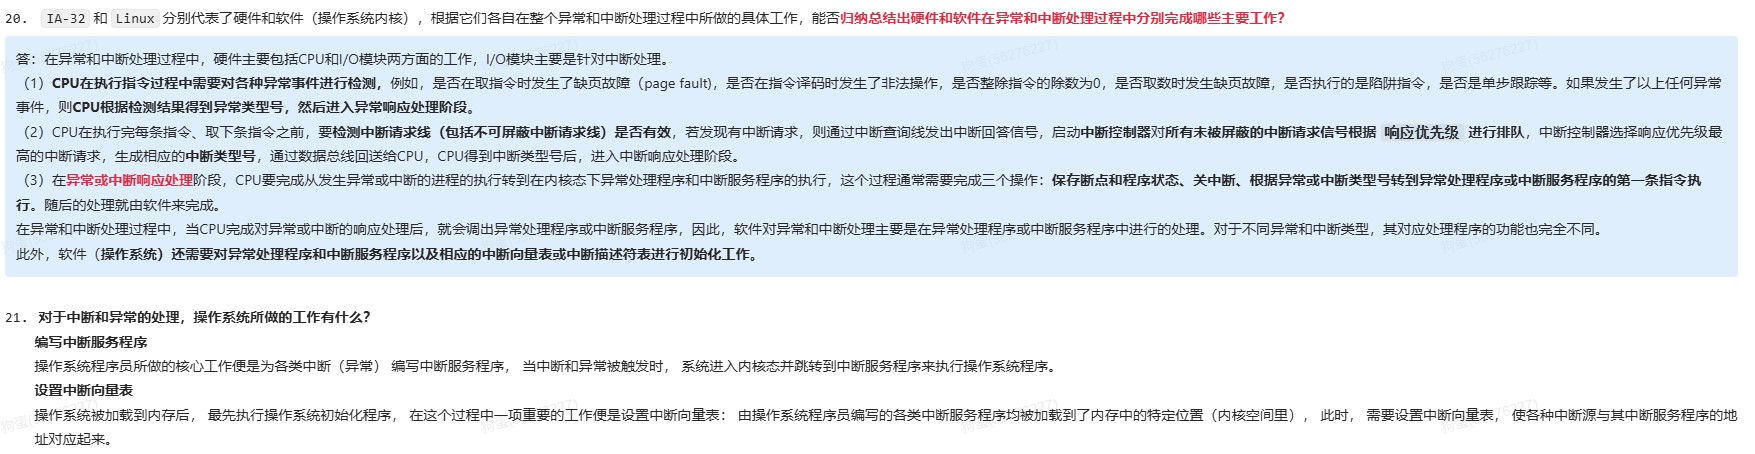 20. IA-32 和 Linux 分别代表了硬件和软件（操作系统内核），根据它们各自在整个异常和中断处理过程中所做的具体工作，能否归纳总结出硬件和软件在异常和中断处理过程中分别完成哪些主要工作？
答：在异常和中断处理过程中，硬件主要包括CPU和I/O模块两方面的工作，I/O模块主要是针对中断处理。
（1）CPU在执行指令过程中需要对各种异常事件进行检测，例如，是否在取指令时发生了缺页故障（page fault)，是否在指令译码时发生了非法操作，是否整除指令的除数为0，是否取数时发生缺页故障，是否执行的是陷阱指令，是否是单步跟踪等。如果发生了以上任何异常
事件，则CPU根据检测结果得到异常类型号，然后进入异常响应处理阶段。
（2）CPU在执行完每条指令、取下条指令之前，要检测中断请求线（包括不可屏蔽中断请求线）是否有效，若发现有中断请求，则通过中断查询线发出中断回答信号，启动中断控制器对所有未被屏蔽的中断请求信号根据 响应优先级 进行排队，中断控制器选择响应优先级最
高的中断请求，生成相应的中断类型号，通过数据总线回送给CPU，CPU得到中断类型号后，进入中断响应处理阶段。
（3）在异常或中断响应处理阶段，CPU要完成从发生异常或中断的进程的执行转到在内核态下异常处理程序和中断服务程序的执行，这个过程通常需要完成三个操作：保存断点和程序状态、关中断、根据异常或中断类型号转到异常处理程序或中断服务程序的第一条指令执
行。随后的处理就由软件来完成。
在异常和中断处理过程中，当CPU完成对异常或中断的响应处理后，就会调出异常处理程序或中断服务程序，因此，软件对异常和中断处理主要是在异常处理程序或中断服务程序中进行的处理。对于不同异常和中断类型，其对应处理程序的功能也完全不同。
此外，软件（操作系统）还需要对异常处理程序和中断服务程序以及相应的中断向量表或中断描述符表进行初始化工作。
21. 对于中断和异常的处理，操作系统所做的工作有什么？
编写中断服务程序
操作系统程序员所做的核心工作便是为各类中断（异常） 编写中断服务程序， 当中断和异常被触发时， 系统进入内核态并跳转到中断服务程序来执行操作系统程序。
设置中断向量表
操作系统被加载到内存后， 最先执行操作系统初始化程序， 在这个过程中一项重要的工作便是设置中断向量表： 由操作系统程序员编写的各类中断服务程序均被加载到了内存中的特定位置（内核空间里）， 此时， 需要设置中断向量表， 使各种中断源与其中断服务程序的地
址对应起来。